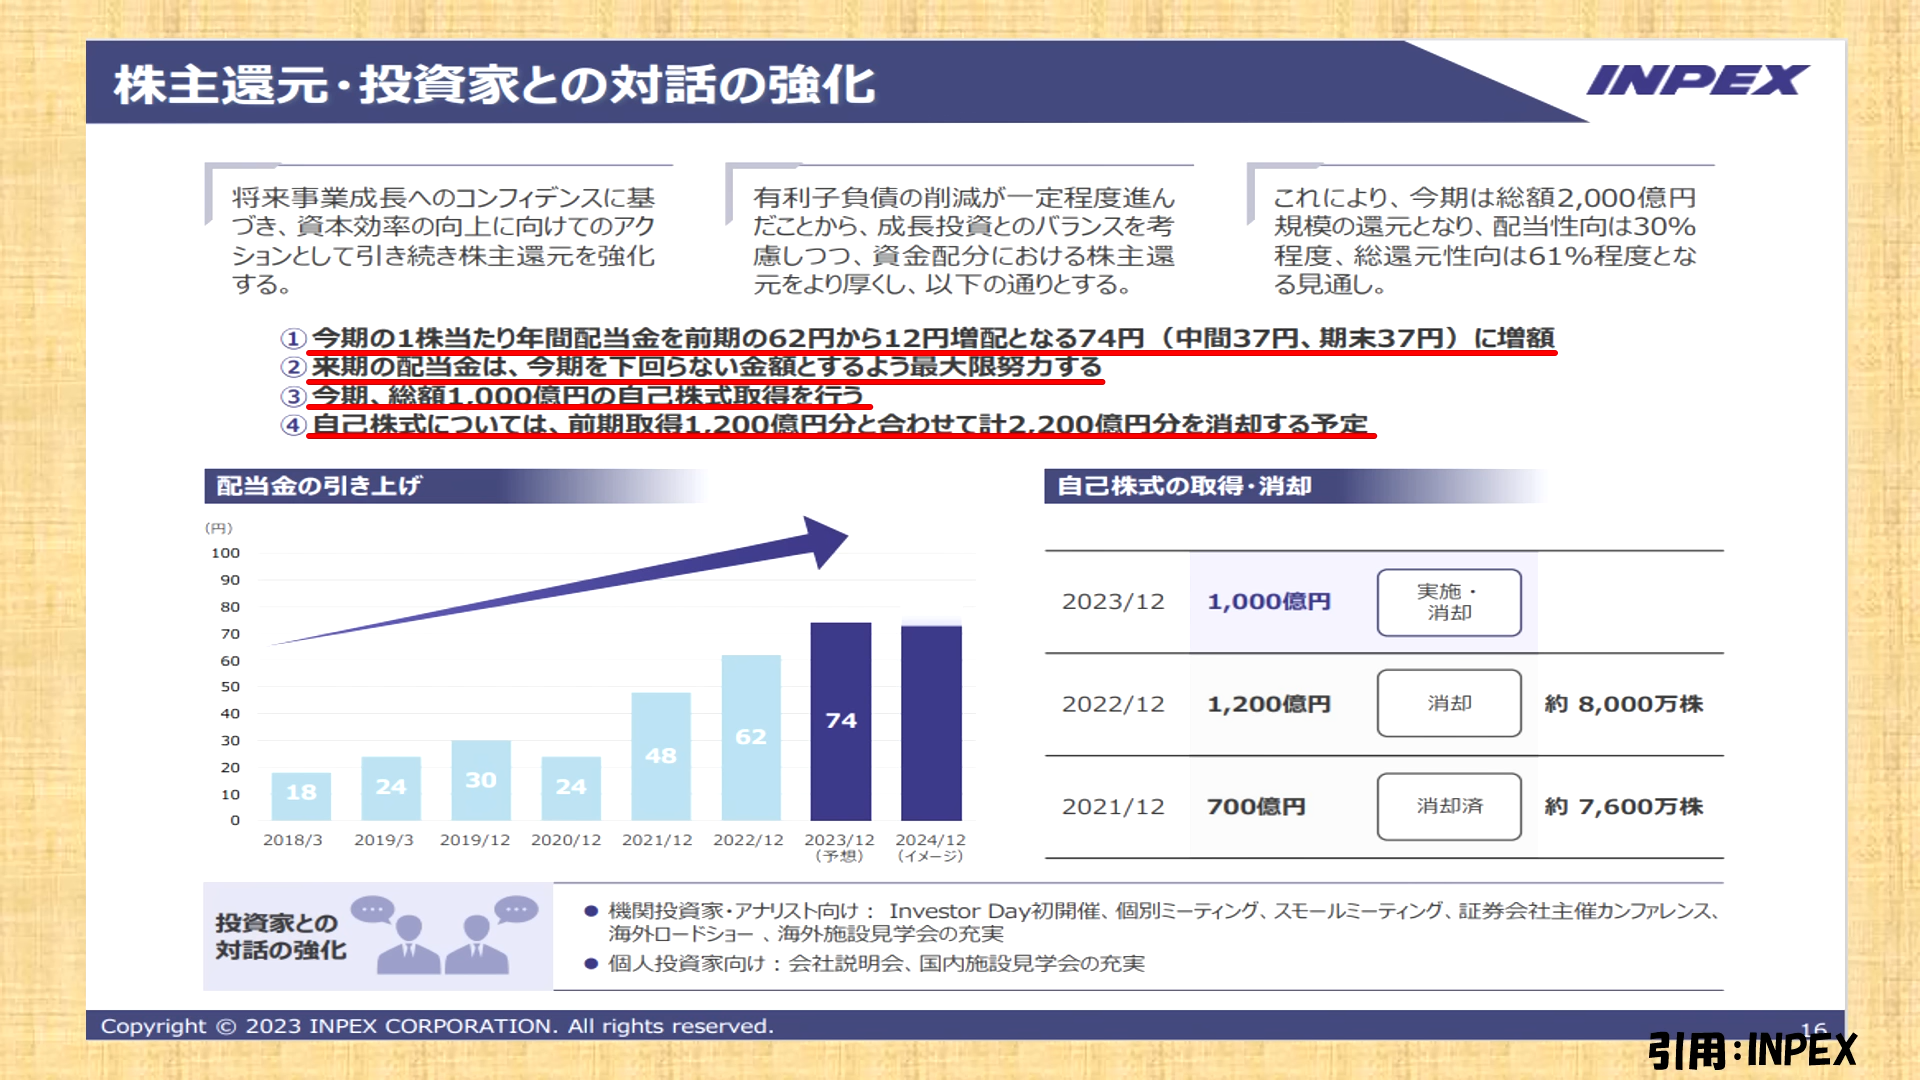 株主還元・投資家との対話の強化
INPEX
将来事業成長へのコンフィデンスに基
づき、資本効率の向上に向けてのアク
ションとして引き続き株主還元を強化
する。
有利子負債の削減が一定程度進ん
だことから、成長投資とのバランスを考
慮しつつ、資金配分における株主還
元をより厚くし、以下の通りとする。
これにより、今期は総額2,000億円
規模の還元となり、配当性向は30%
程度、総還元性向は61%程度とな
る見通し。
① 今期の1株当たり年間配当金を前期の62円から12円増配となる74円（中間37円、期末37円）に増額
② 来期の配当金は、今期を下回らない金額とするよう最大限努力する
③ 今期、総額1,000億円の自己株式取得を行う
④ 自己株式については、前期取得1,200億円分と合わせて計2,200億円分を消却する予定
配当金の引き上げ
（円）
100
90
80
70
60
50
40
30
20
10
0
18
24
30
24
48
62
74
2018/3
2019/3
2019/12
2020/12
2021/12
2022/12
2023/12
（予想）
2024/12
（イメージ）
自己株式の取得・消却
2023/12 1,000億円 実施・
消却
2022/12 1,200億円 消却 約 8,000万株
2021/12 700億円 消却済 約 7,600万株
投資家との
対話の強化
● 機関投資家・アナリスト向け： Investor Day初開催、個別ミーティング、スモールミーティング、証券会社主催カンファレンス、
海外ロードショー 、海外施設見学会の充実
● 個人投資家向け：会社説明会、国内施設見学会の充実
Copyright © 2023 INPEX CORPORATION. All rights reserved.
16
引用:INPEX